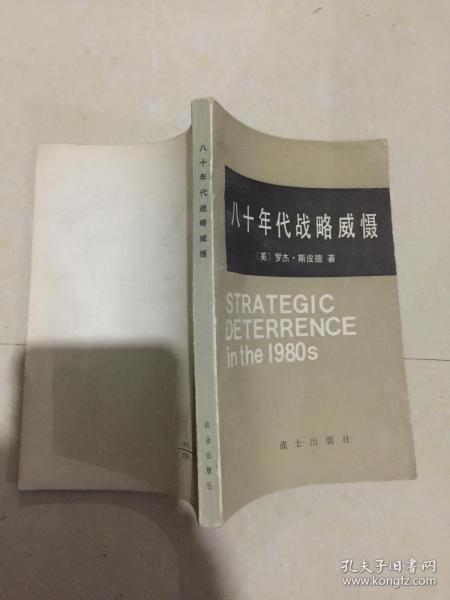 八十年代战略威慑
〔英〕罗杰·斯皮德 著
STRATEGIC
DETERRENCE
in the 1980s
战士出版社
八十年代战略威慑
战士出版社
孔夫子旧书网
www.kongfz.com